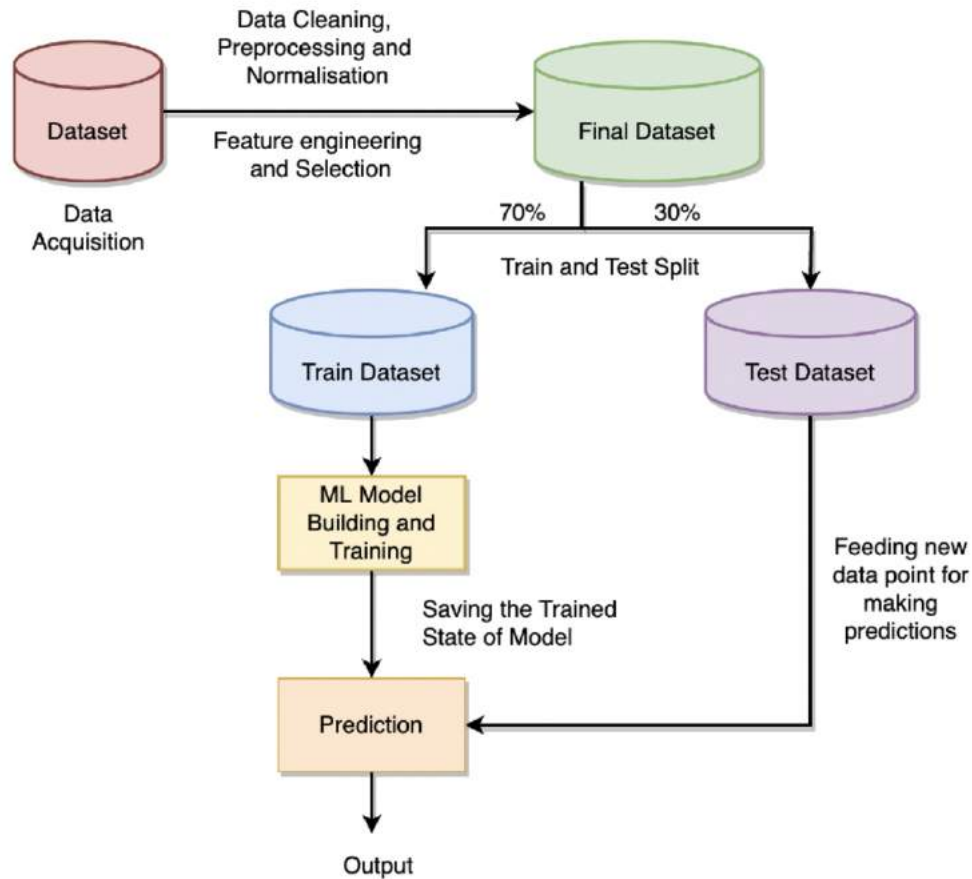 Data Cleaning,
Preprocessing and
Normalisation
Dataset
Final Dataset
Feature engineering
and Selection
Data
Acquisition
70%
30%
Train and Test Split
Train Dataset
Test Dataset
ML Model
Building and
Training
Feeding new
data point for
making
predictions
Saving the Trained
State of Model
Prediction
Output